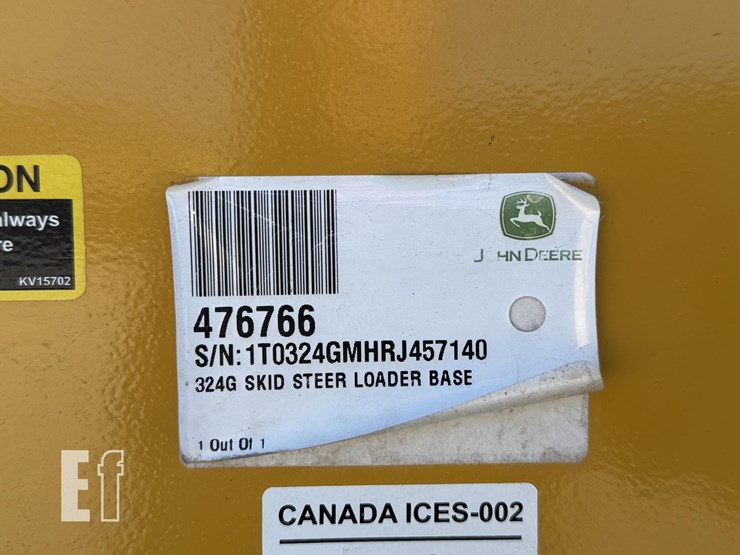 ON
always
re
KV15702
JOHN DEERE
476766
S/N:1T0324GMHRJ457140
324G SKID STEER LOADER BASE
1 Out Of 1
CANADA ICES-002
Ef